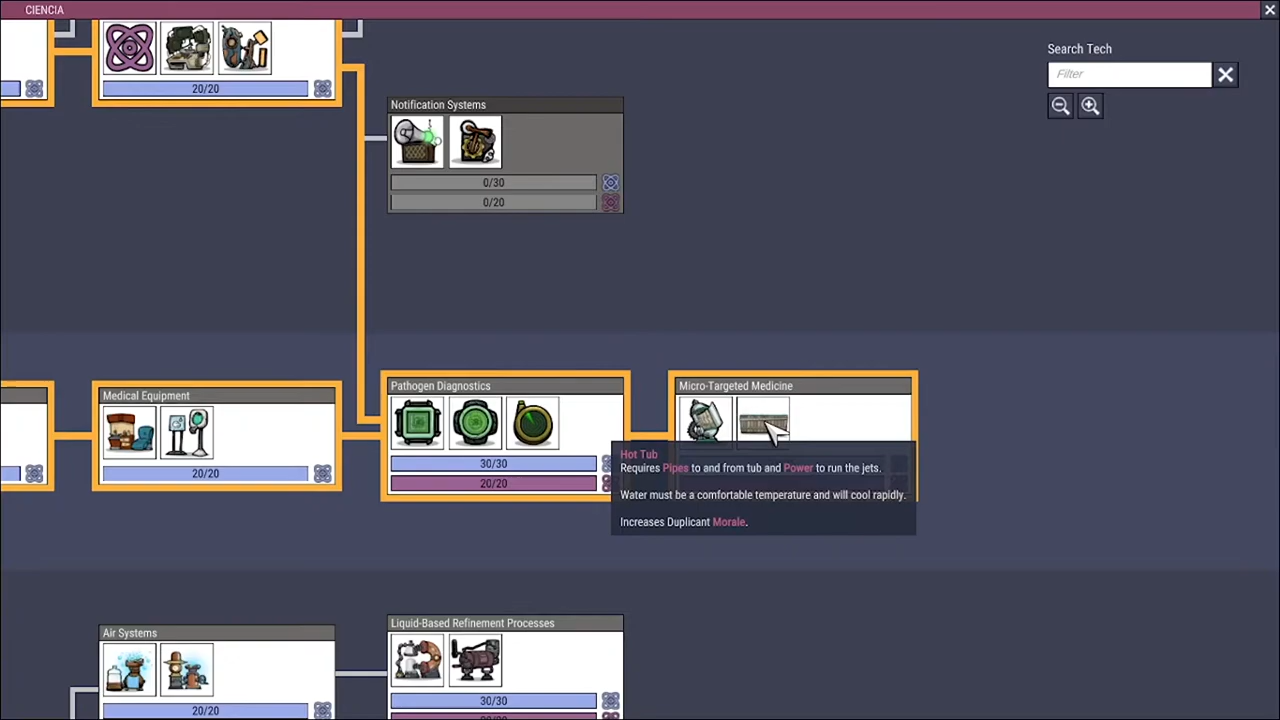 CIENCIA
Search Tech
Filter
20/20
Notification Systems
0/30
0/20
Medical Equipment
20/20
Pathogen Diagnostics
30/30
20/20
Micro-Targeted Medicine
Hot Tub
Requires Pipes to and from tub and Power to run the jets.
Water must be a comfortable temperature and will cool rapidly.
Increases Duplicant Morale.
Air Systems
20/20
Liquid-Based Refinement Processes
30/30